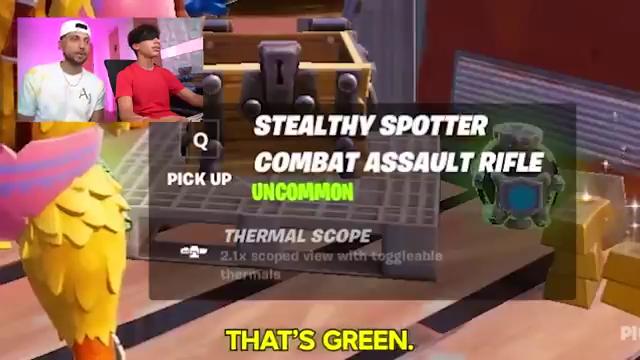 STEALTHY SPOTTER
COMBAT ASSAULT RIFLE
Q
PICK UP
UNCOMMON
THERMAL SCOPE
2.1x scoped view with toggleable
thermals
THAT'S GREEN.